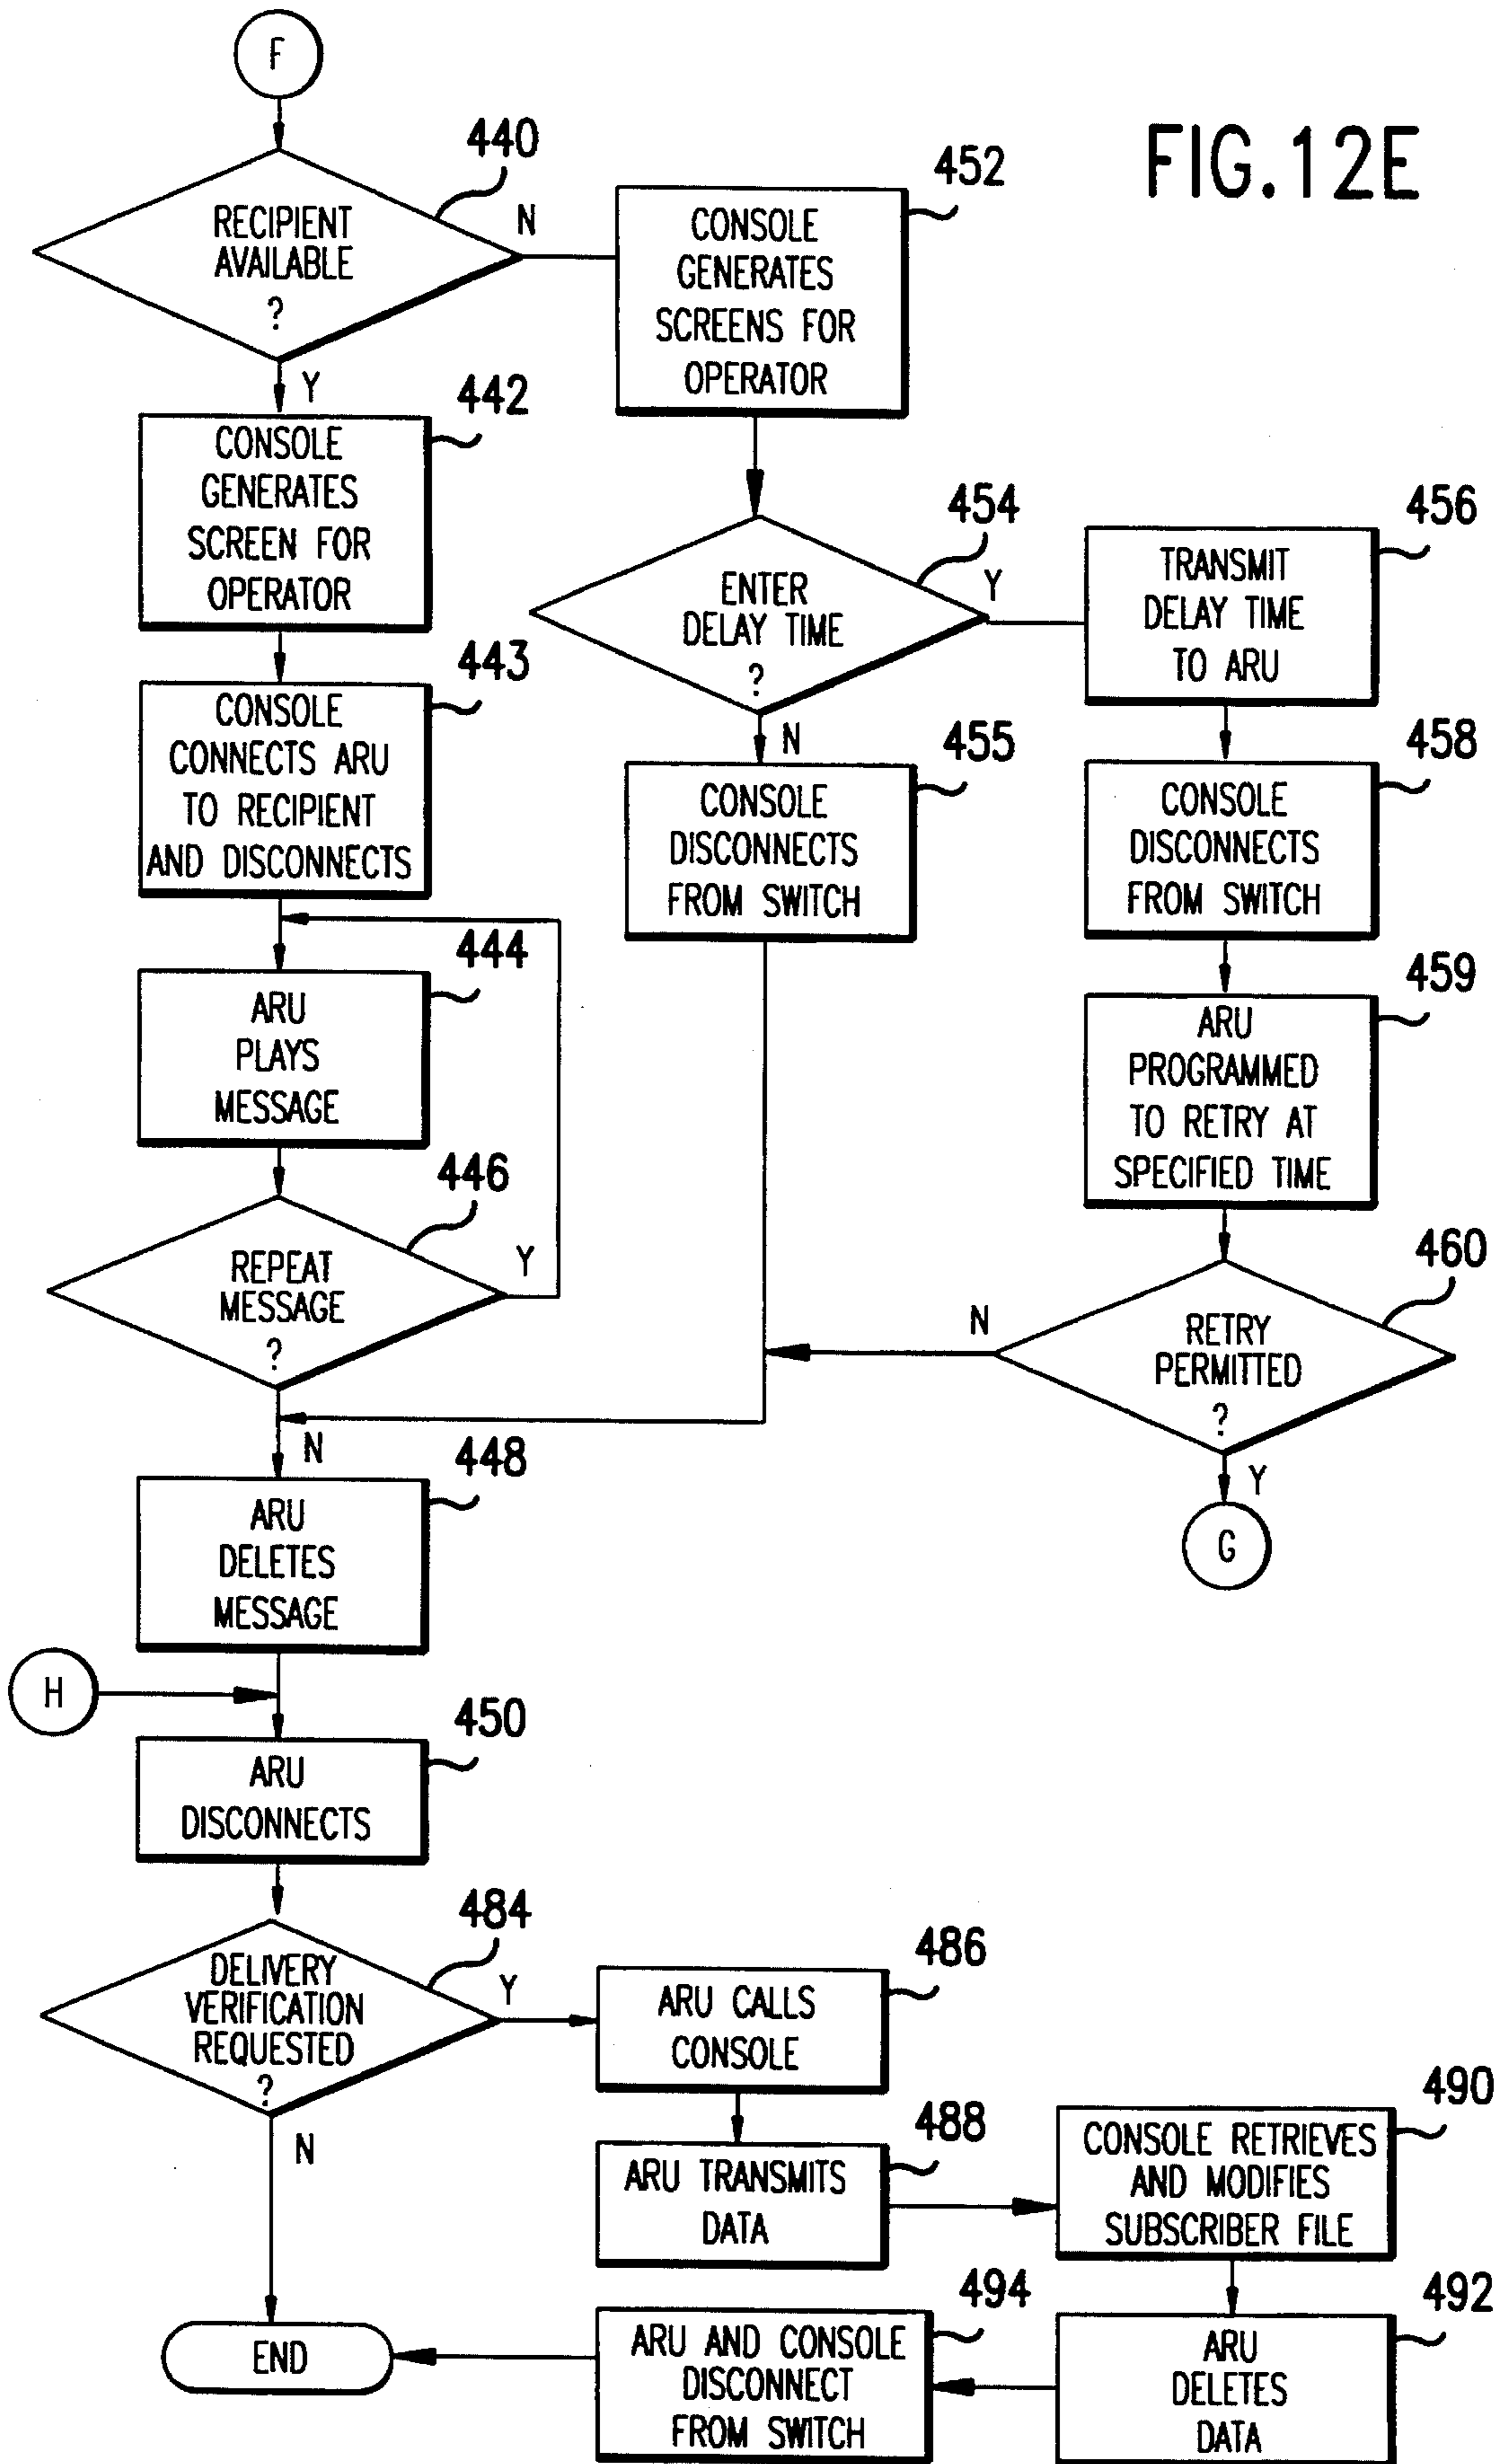 F
FIG.12E
440
RECIPIENT
AVAILABLE
?
N
Y
452
CONSOLE
GENERATES
SCREENS FOR
OPERATOR
442
CONSOLE
GENERATES
SCREEN FOR
OPERATOR
454
ENTER
DELAY TIME
?
Y
N
456
TRANSMIT
DELAY TIME
TO ARU
443
CONSOLE
CONNECTS ARU
TO RECIPIENT
AND DISCONNECTS
455
CONSOLE
DISCONNECTS
FROM SWITCH
458
CONSOLE
DISCONNECTS
FROM SWITCH
444
ARU
PLAYS
MESSAGE
459
ARU
PROGRAMMED
TO RETRY AT
SPECIFIED TIME
446
REPEAT
MESSAGE
?
Y
N
460
RETRY
PERMITTED
?
N
Y
G
448
ARU
DELETES
MESSAGE
H
450
ARU
DISCONNECTS
484
DELIVERY
VERIFICATION
REQUESTED
?
Y
N
486
ARU CALLS
CONSOLE
488
ARU TRANSMITS
DATA
490
CONSOLE RETRIEVES
AND MODIFIES
SUBSCRIBER FILE
492
ARU
DELETES
DATA
494
ARU AND CONSOLE
DISCONNECT
FROM SWITCH
END